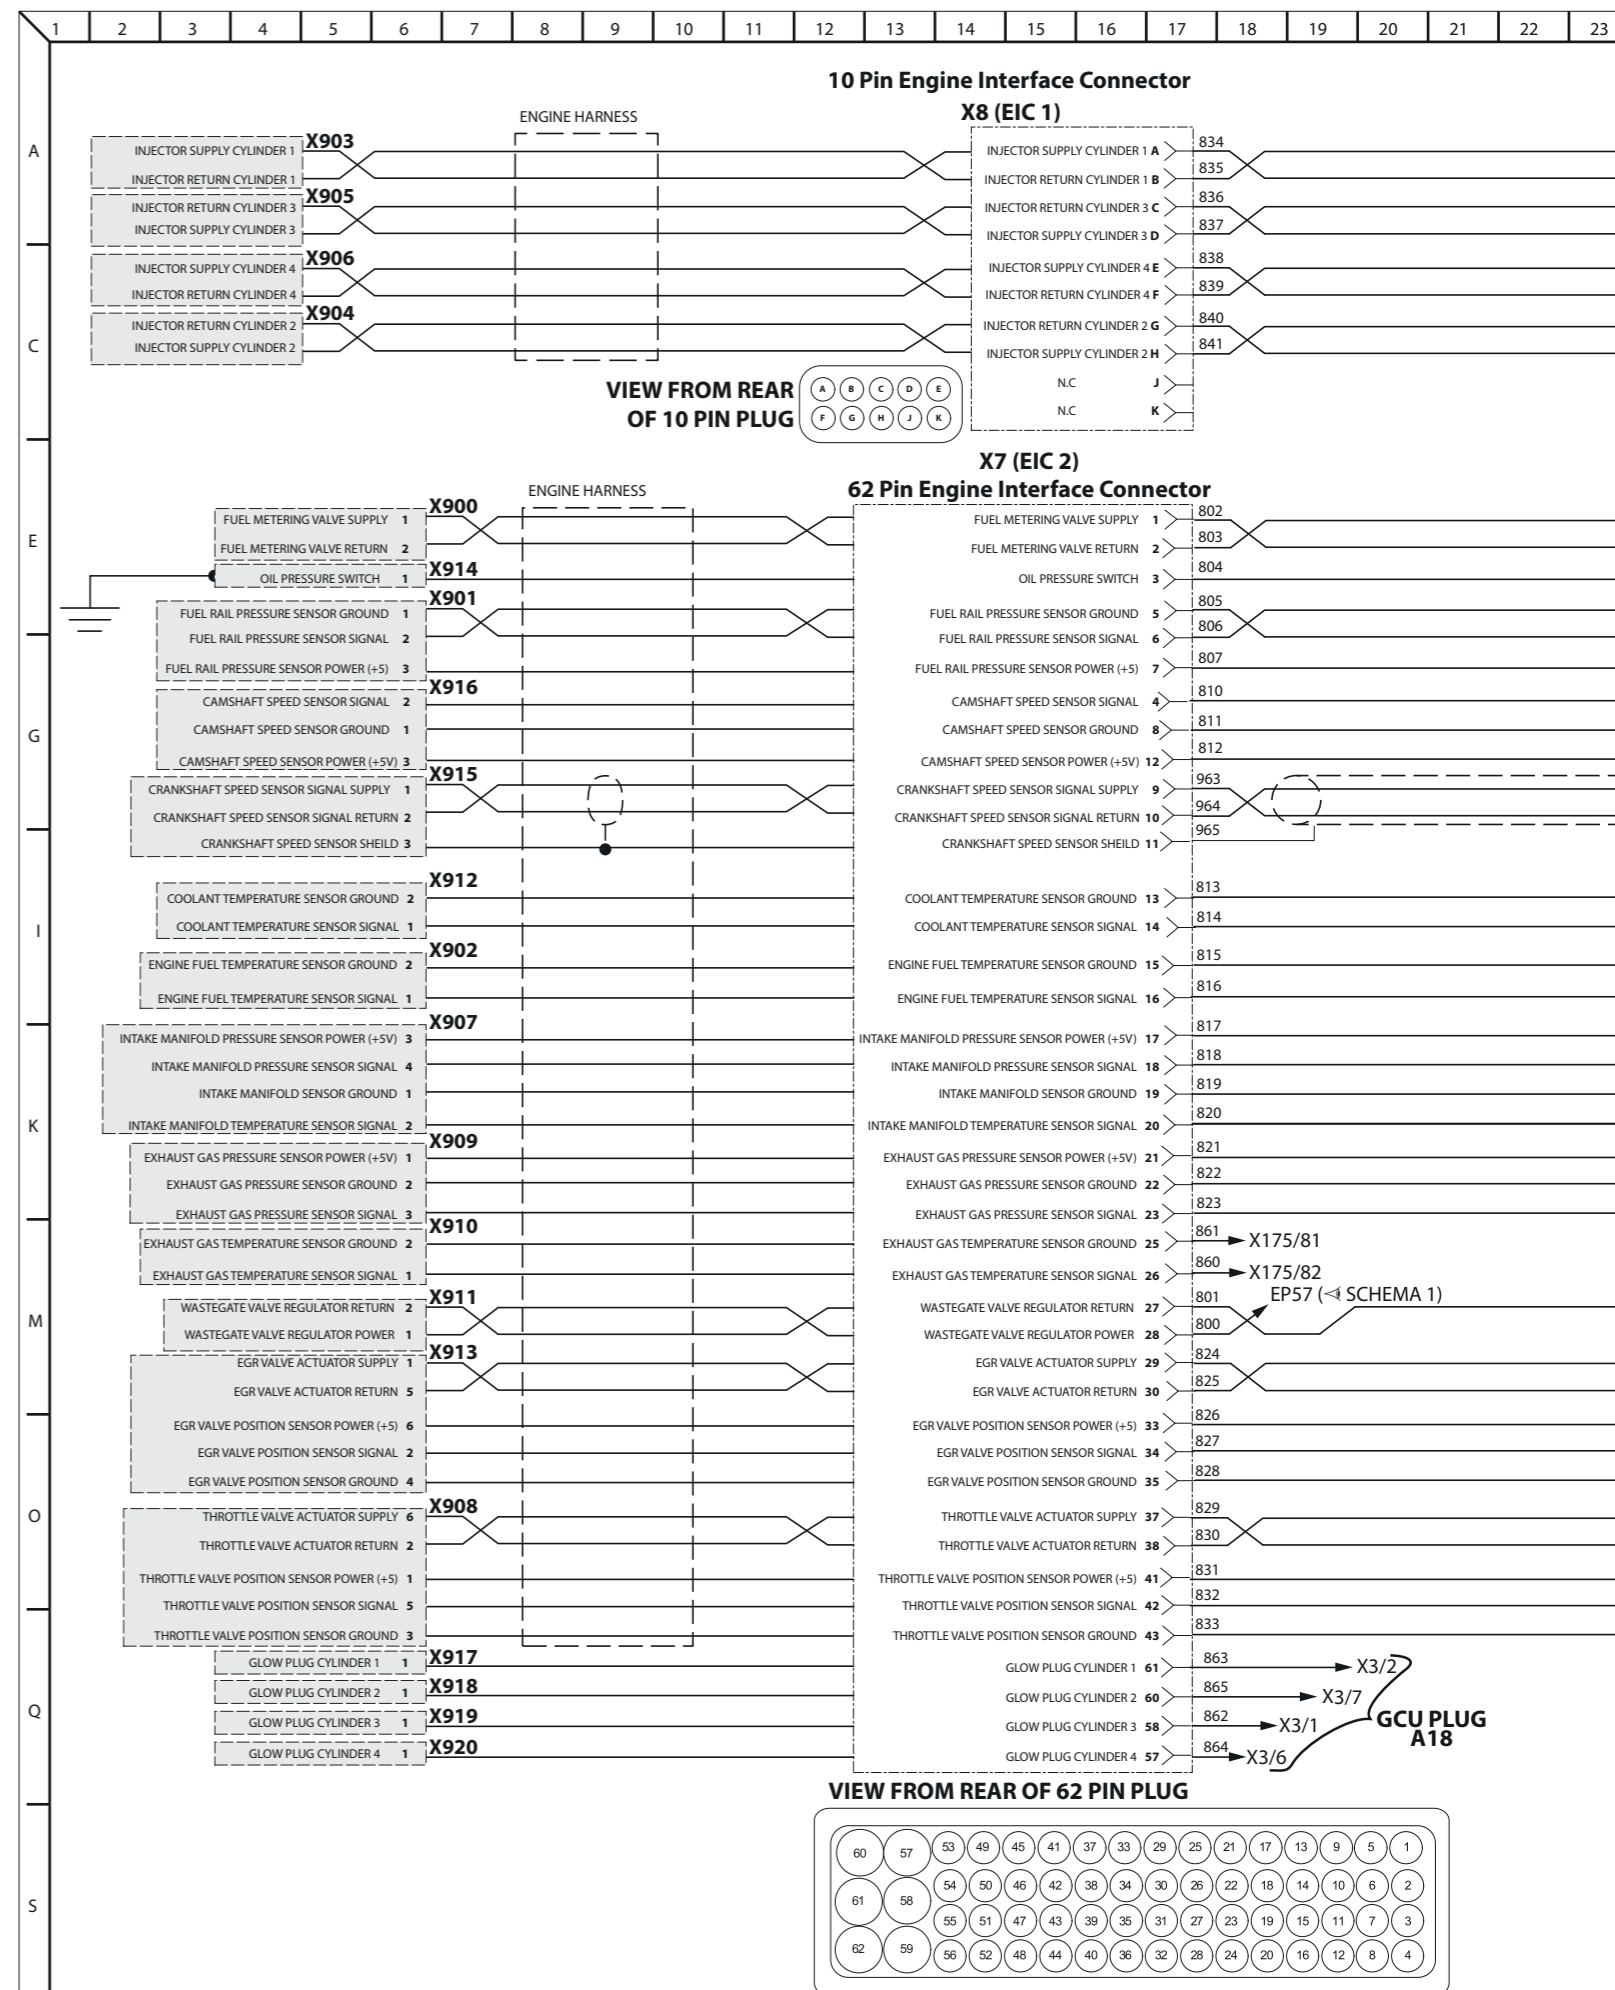 1 2 3 4 5 6 7 8 9 10 11 12 13 14 15 16 17 18 19 20 21 22 23
10 Pin Engine Interface Connector
X8 (EIC 1)
ENGINE HARNESS
A
X903
INJECTOR SUPPLY CYLINDER 1 INJECTOR SUPPLY CYLINDER 1 A 834
INJECTOR RETURN CYLINDER 1 INJECTOR RETURN CYLINDER 1 B 835
X905
INJECTOR RETURN CYLINDER 3 INJECTOR RETURN CYLINDER 3 C 836
INJECTOR SUPPLY CYLINDER 3 INJECTOR SUPPLY CYLINDER 3 D 837
X906
INJECTOR SUPPLY CYLINDER 4 INJECTOR SUPPLY CYLINDER 4 E 838
INJECTOR RETURN CYLINDER 4 INJECTOR RETURN CYLINDER 4 F 839
X904
INJECTOR RETURN CYLINDER 2 INJECTOR RETURN CYLINDER 2 G 840
C
INJECTOR SUPPLY CYLINDER 2 INJECTOR SUPPLY CYLINDER 2 H 841
N.C J
N.C K
VIEW FROM REAR
OF 10 PIN PLUG
A B C D E
F G H J K
X7 (EIC 2)
62 Pin Engine Interface Connector
ENGINE HARNESS
X900
FUEL METERING VALVE SUPPLY 1 FUEL METERING VALVE SUPPLY 1 802
E
FUEL METERING VALVE RETURN 2 FUEL METERING VALVE RETURN 2 803
X914
OIL PRESSURE SWITCH 1 OIL PRESSURE SWITCH 3 804
X901
FUEL RAIL PRESSURE SENSOR GROUND 1 FUEL RAIL PRESSURE SENSOR GROUND 5 805
FUEL RAIL PRESSURE SENSOR SIGNAL 2 FUEL RAIL PRESSURE SENSOR SIGNAL 6 806
FUEL RAIL PRESSURE SENSOR POWER (+5) 3 FUEL RAIL PRESSURE SENSOR POWER (+5) 7 807
X916
CAMSHAFT SPEED SENSOR SIGNAL 2 CAMSHAFT SPEED SENSOR SIGNAL 4 810
G
CAMSHAFT SPEED SENSOR GROUND 1 CAMSHAFT SPEED SENSOR GROUND 8 811
CAMSHAFT SPEED SENSOR POWER (+5V) 3 CAMSHAFT SPEED SENSOR POWER (+5V) 12 812
X915
CRANKSHAFT SPEED SENSOR SIGNAL SUPPLY 1 CRANKSHAFT SPEED SENSOR SIGNAL SUPPLY 9 963
CRANKSHAFT SPEED SENSOR SIGNAL RETURN 2 CRANKSHAFT SPEED SENSOR SIGNAL RETURN 10 964
CRANKSHAFT SPEED SENSOR SHEILD 3 CRANKSHAFT SPEED SENSOR SHEILD 11 965
X912
COOLANT TEMPERATURE SENSOR GROUND 2 COOLANT TEMPERATURE SENSOR GROUND 13 813
I
COOLANT TEMPERATURE SENSOR SIGNAL 1 COOLANT TEMPERATURE SENSOR SIGNAL 14 814
X902
ENGINE FUEL TEMPERATURE SENSOR GROUND 2 ENGINE FUEL TEMPERATURE SENSOR GROUND 15 815
ENGINE FUEL TEMPERATURE SENSOR SIGNAL 1 ENGINE FUEL TEMPERATURE SENSOR SIGNAL 16 816
X907
INTAKE MANIFOLD PRESSURE SENSOR POWER (+5V) 3 INTAKE MANIFOLD PRESSURE SENSOR POWER (+5V) 17 817
INTAKE MANIFOLD PRESSURE SENSOR SIGNAL 4 INTAKE MANIFOLD PRESSURE SENSOR SIGNAL 18 818
INTAKE MANIFOLD SENSOR GROUND 1 INTAKE MANIFOLD SENSOR GROUND 19 819
K
INTAKE MANIFOLD TEMPERATURE SENSOR SIGNAL 2 INTAKE MANIFOLD TEMPERATURE SENSOR SIGNAL 20 820
X909
EXHAUST GAS PRESSURE SENSOR POWER (+5V) 1 EXHAUST GAS PRESSURE SENSOR POWER (+5V) 21 821
EXHAUST GAS PRESSURE SENSOR GROUND 2 EXHAUST GAS PRESSURE SENSOR GROUND 22 822
EXHAUST GAS PRESSURE SENSOR SIGNAL 3 EXHAUST GAS PRESSURE SENSOR SIGNAL 23 823
X910
EXHAUST GAS TEMPERATURE SENSOR GROUND 2 EXHAUST GAS TEMPERATURE SENSOR GROUND 25 861 X175/81
EXHAUST GAS TEMPERATURE SENSOR SIGNAL 1 EXHAUST GAS TEMPERATURE SENSOR SIGNAL 26 860 X175/82
X911
EP57 (SCHEMA 1)
WASTEGATE VALVE REGULATOR RETURN 2 WASTEGATE VALVE REGULATOR RETURN 27 801
M
WASTEGATE VALVE REGULATOR POWER 1 WASTEGATE VALVE REGULATOR POWER 28 800
X913
EGR VALVE ACTUATOR SUPPLY 1 EGR VALVE ACTUATOR SUPPLY 29 824
EGR VALVE ACTUATOR RETURN 5 EGR VALVE ACTUATOR RETURN 30 825
EGR VALVE POSITION SENSOR POWER (+5) 6 EGR VALVE POSITION SENSOR POWER (+5) 33 826
EGR VALVE POSITION SENSOR SIGNAL 2 EGR VALVE POSITION SENSOR SIGNAL 34 827
EGR VALVE POSITION SENSOR GROUND 4 EGR VALVE POSITION SENSOR GROUND 35 828
X908
O
THROTTLE VALVE ACTUATOR SUPPLY 6 THROTTLE VALVE ACTUATOR SUPPLY 37 829
THROTTLE VALVE ACTUATOR RETURN 2 THROTTLE VALVE ACTUATOR RETURN 38 830
THROTTLE VALVE POSITION SENSOR POWER (+5) 1 THROTTLE VALVE POSITION SENSOR POWER (+5) 41 831
THROTTLE VALVE POSITION SENSOR SIGNAL 5 THROTTLE VALVE POSITION SENSOR SIGNAL 42 832
THROTTLE VALVE POSITION SENSOR GROUND 3 THROTTLE VALVE POSITION SENSOR GROUND 43 833
GLOW PLUG CYLINDER 1 1 X917 GLOW PLUG CYLINDER 1 61 863 X3/2
GLOW PLUG CYLINDER 2 1 X918 GLOW PLUG CYLINDER 2 60 865 X3/7
Q
GLOW PLUG CYLINDER 3 1 X919 GLOW PLUG CYLINDER 3 58 862 X3/1
GCU PLUG
A18
GLOW PLUG CYLINDER 4 1 X920 GLOW PLUG CYLINDER 4 57 864 X3/6
VIEW FROM REAR OF 62 PIN PLUG
60 57 53 49 45 41 37 33 29 25 21 17 13 9 5 1
54 50 46 42 38 34 30 26 22 18 14 10 6 2
S
61 58
55 51 47 43 39 35 31 27 23 19 15 11 7 3
62 59 56 52 48 44 40 36 32 28 24 20 16 12 8 4